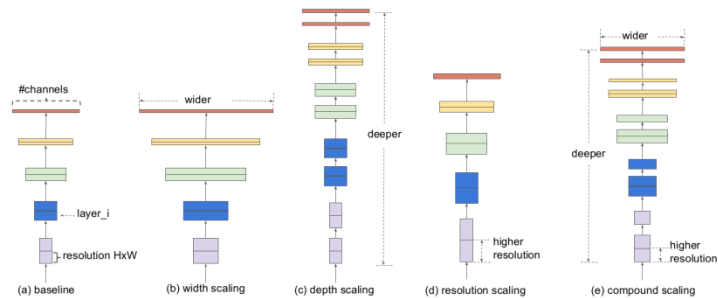 #channels
layer_i
resolution HxW
(a) baseline
wider
(b) width scaling
deeper
(c) depth scaling
higher
resolution
(d) resolution scaling
wider
deeper
higher
resolution
(e) compound scaling